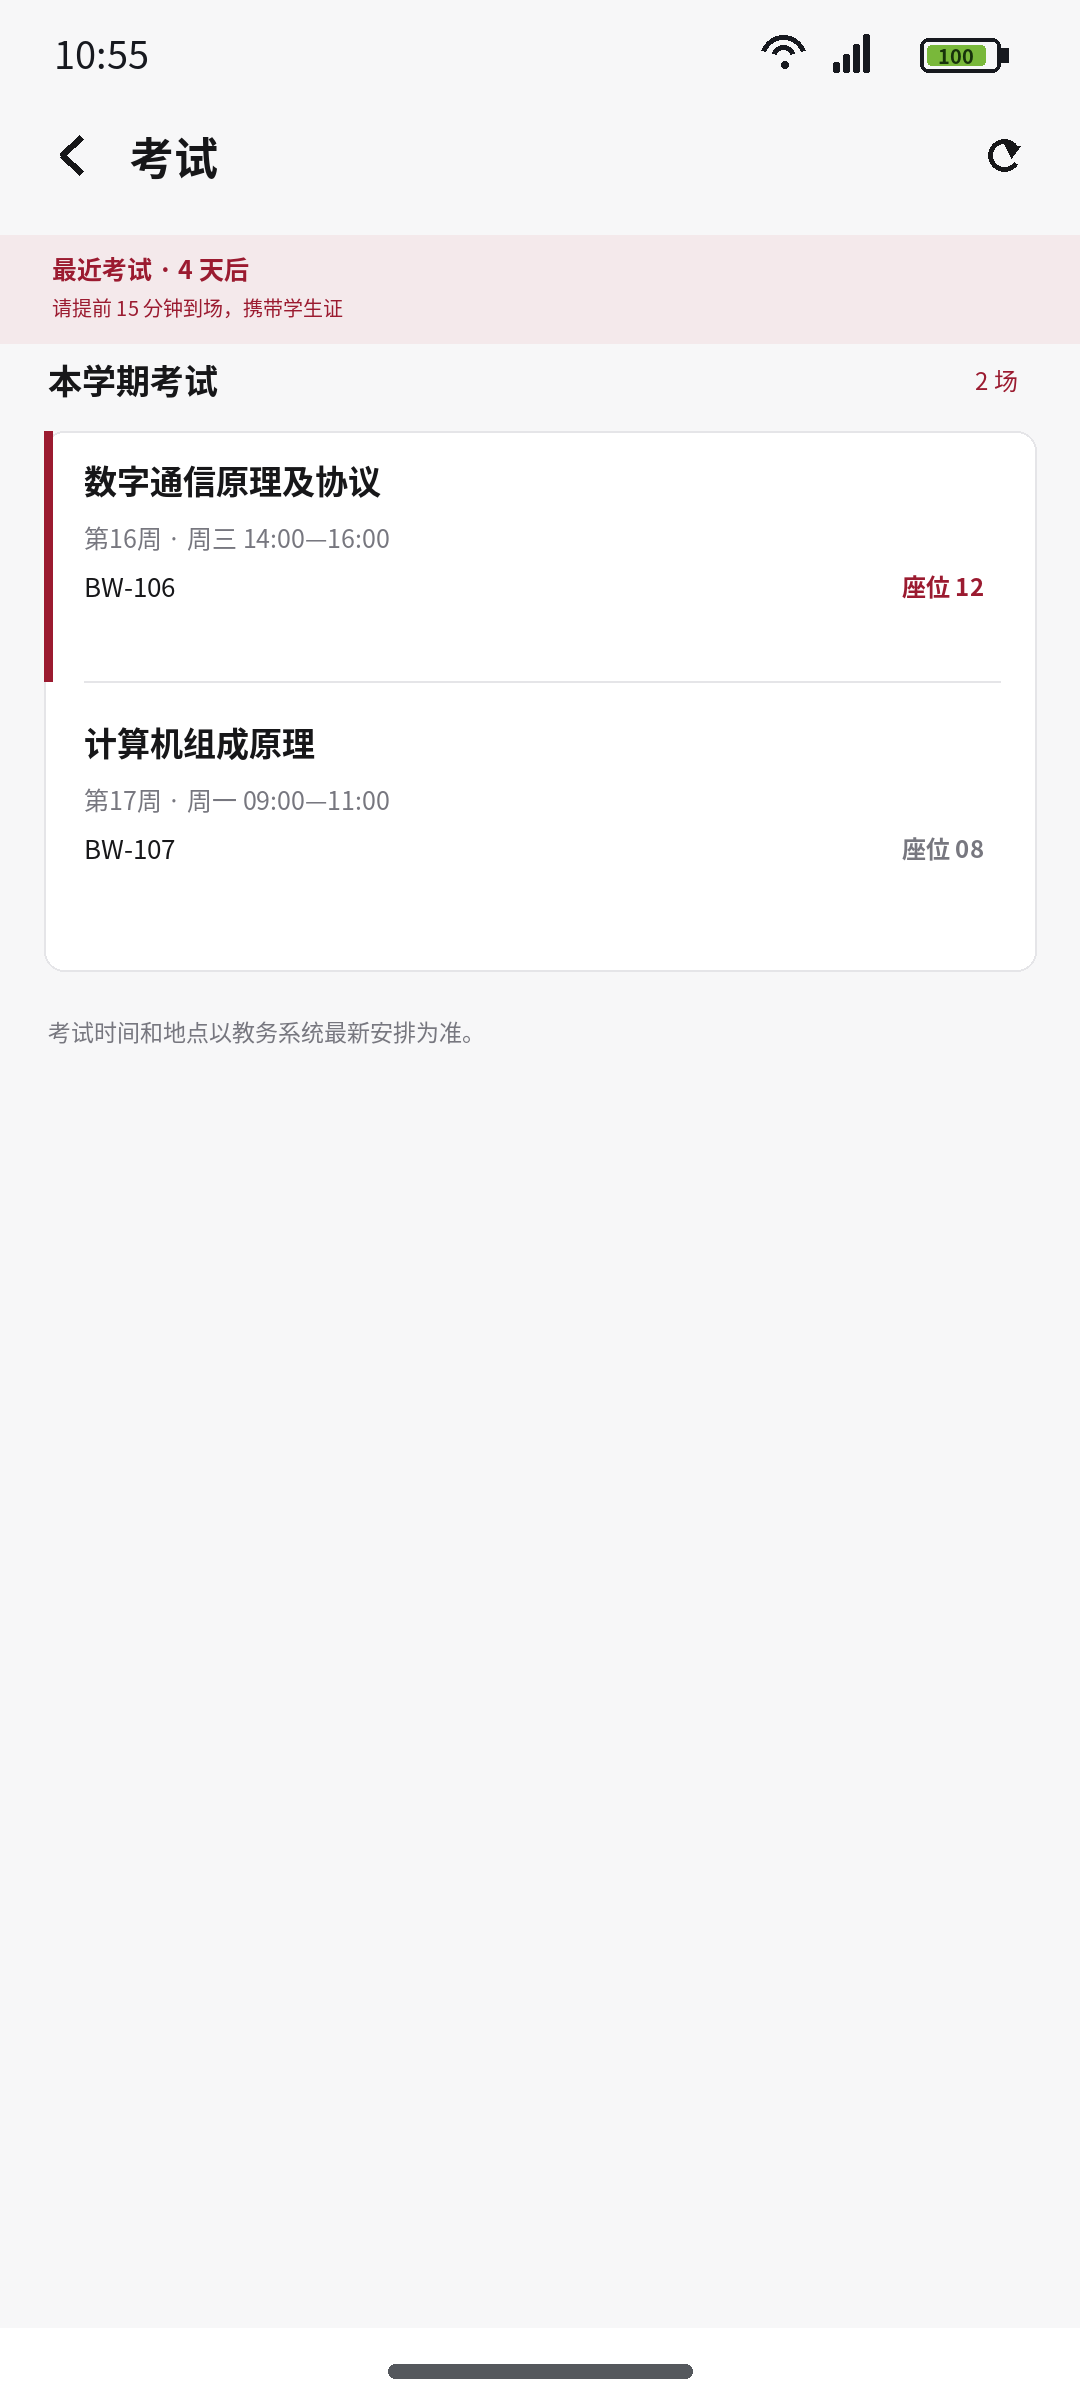 10:55
100
考试
最近考试 · 4 天后
请提前 15 分钟到场，携带学生证
本学期考试
2 场
数字通信原理及协议
第16周 · 周三 14:00—16:00
BW-106
座位 12
计算机组成原理
第17周 · 周一 09:00—11:00
BW-107
座位 08
考试时间和地点以教务系统最新安排为准。